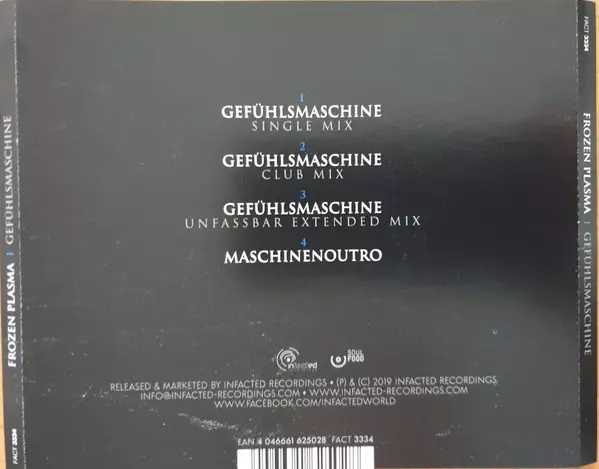 FACT 3334
FROZEN PLASMA | GEFÜHLSMASCHINE
1
GEFÜHLSMASCHINE
SINGLE MIX
2
GEFÜHLSMASCHINE
CLUB MIX
3
GEFÜHLSMASCHINE
UNFASSBAR EXTENDED MIX
4
MASCHINENOUTRO
infacted
SOUL
FOOD
RELEASED & MARKETED BY INFACTED RECORDINGS • (P) & (C) 2019 INFACTED RECORDINGS
INFO@INFACTED-RECORDINGS.COM • WWW.INFACTED-RECORDINGS.COM
WWW.FACEBOOK.COM/INFACTEDWORLD
EAN 4 046661 625028 FACT 3334
FACT 3334
FROZEN PLASMA | GEFÜHLSMASCHINE